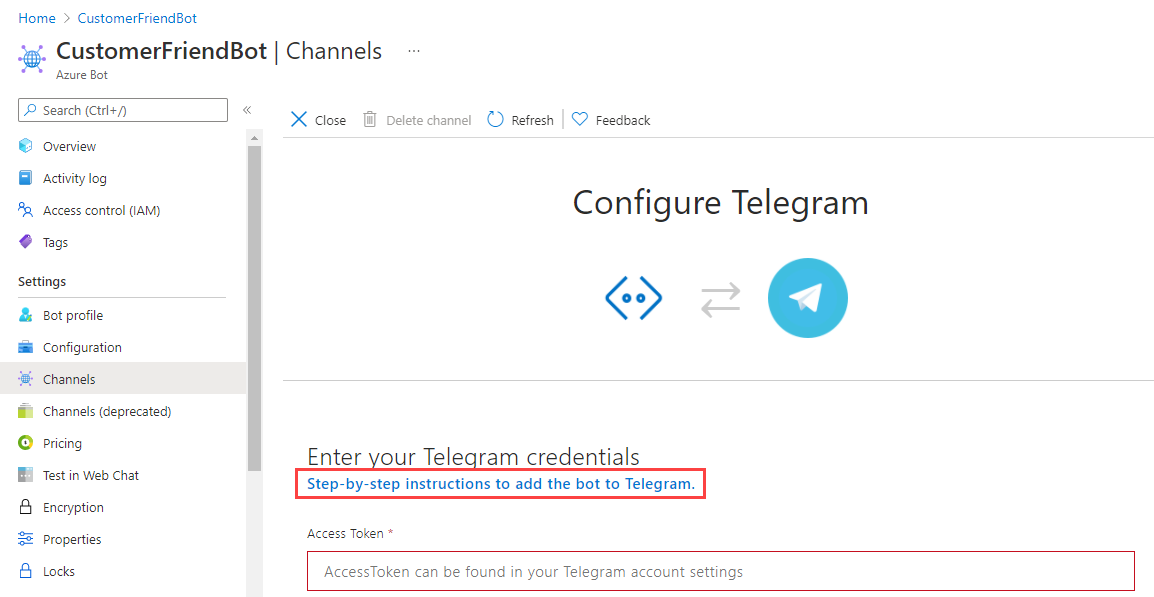 Home > CustomerFriendBot
CustomerFriendBot | Channels ...
Azure Bot
Search (Ctrl+/)
«
Overview
Activity log
Access control (IAM)
Tags
Settings
Bot profile
Configuration
Channels
Channels (deprecated)
Pricing
Test in Web Chat
Encryption
Properties
Locks
Close Delete channel Refresh Feedback
Configure Telegram
Enter your Telegram credentials
Step-by-step instructions to add the bot to Telegram.
Access Token *
AccessToken can be found in your Telegram account settings